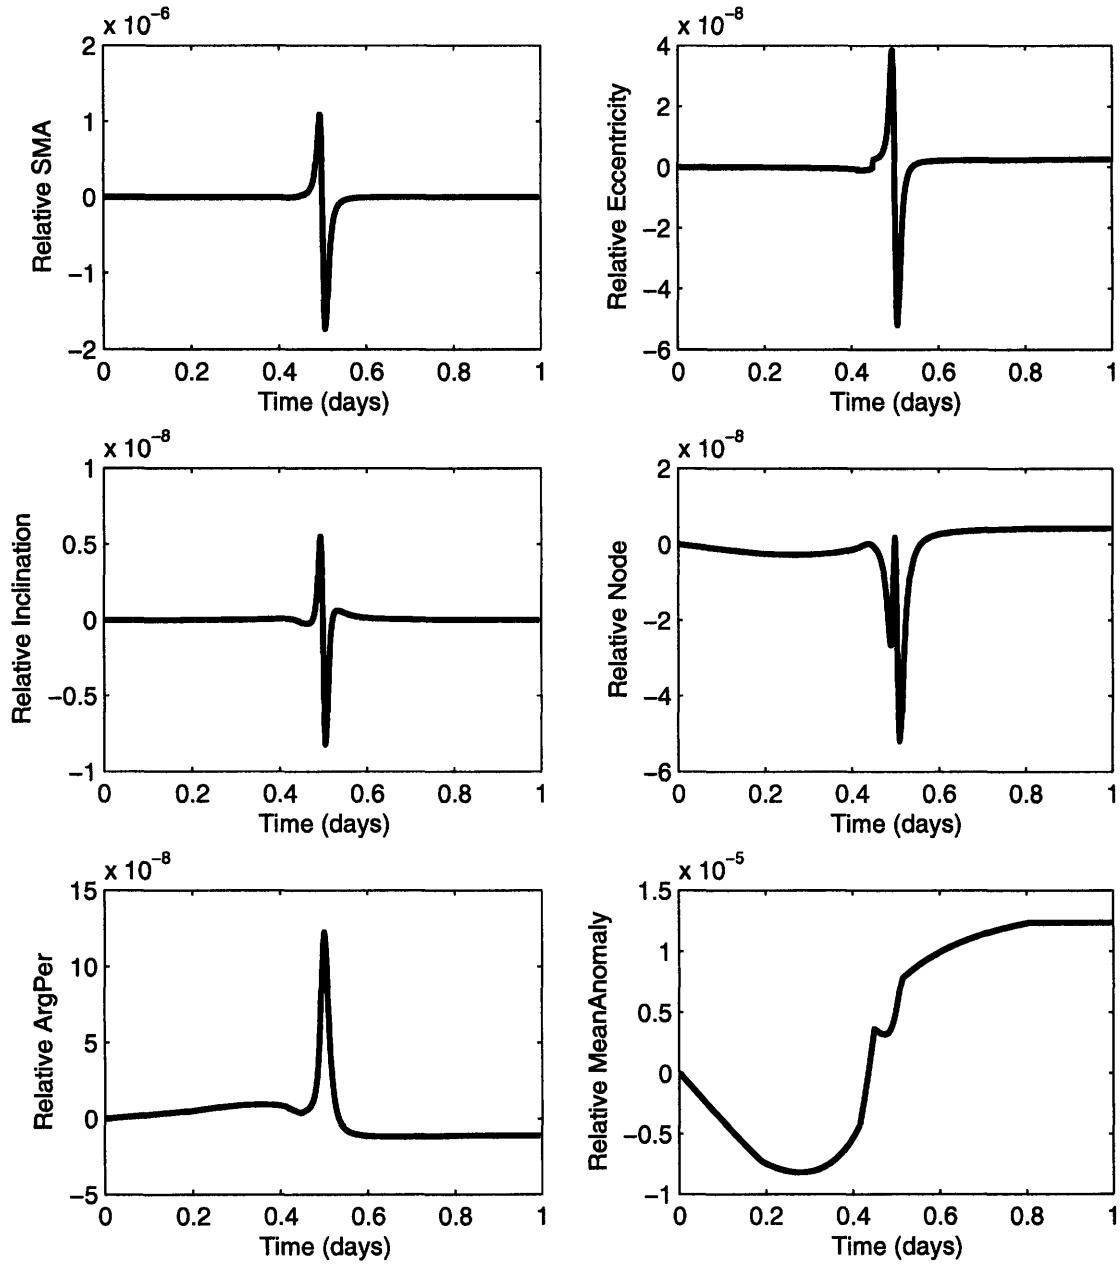 x 10⁻⁶
2
1
0
−1
−2
Relative SMA
0 0.2 0.4 0.6 0.8 1
Time (days)
x 10⁻⁸
4
2
0
−2
−4
−6
Relative Eccentricity
0 0.2 0.4 0.6 0.8 1
Time (days)
x 10⁻⁸
1
0.5
0
−0.5
−1
Relative Inclination
0 0.2 0.4 0.6 0.8 1
Time (days)
x 10⁻⁸
2
0
−2
−4
−6
Relative Node
0 0.2 0.4 0.6 0.8 1
Time (days)
x 10⁻⁸
15
10
5
0
−5
Relative ArgPer
0 0.2 0.4 0.6 0.8 1
Time (days)
x 10⁻⁵
1.5
1
0.5
0
−0.5
−1
Relative MeanAnomaly
0 0.2 0.4 0.6 0.8 1
Time (days)